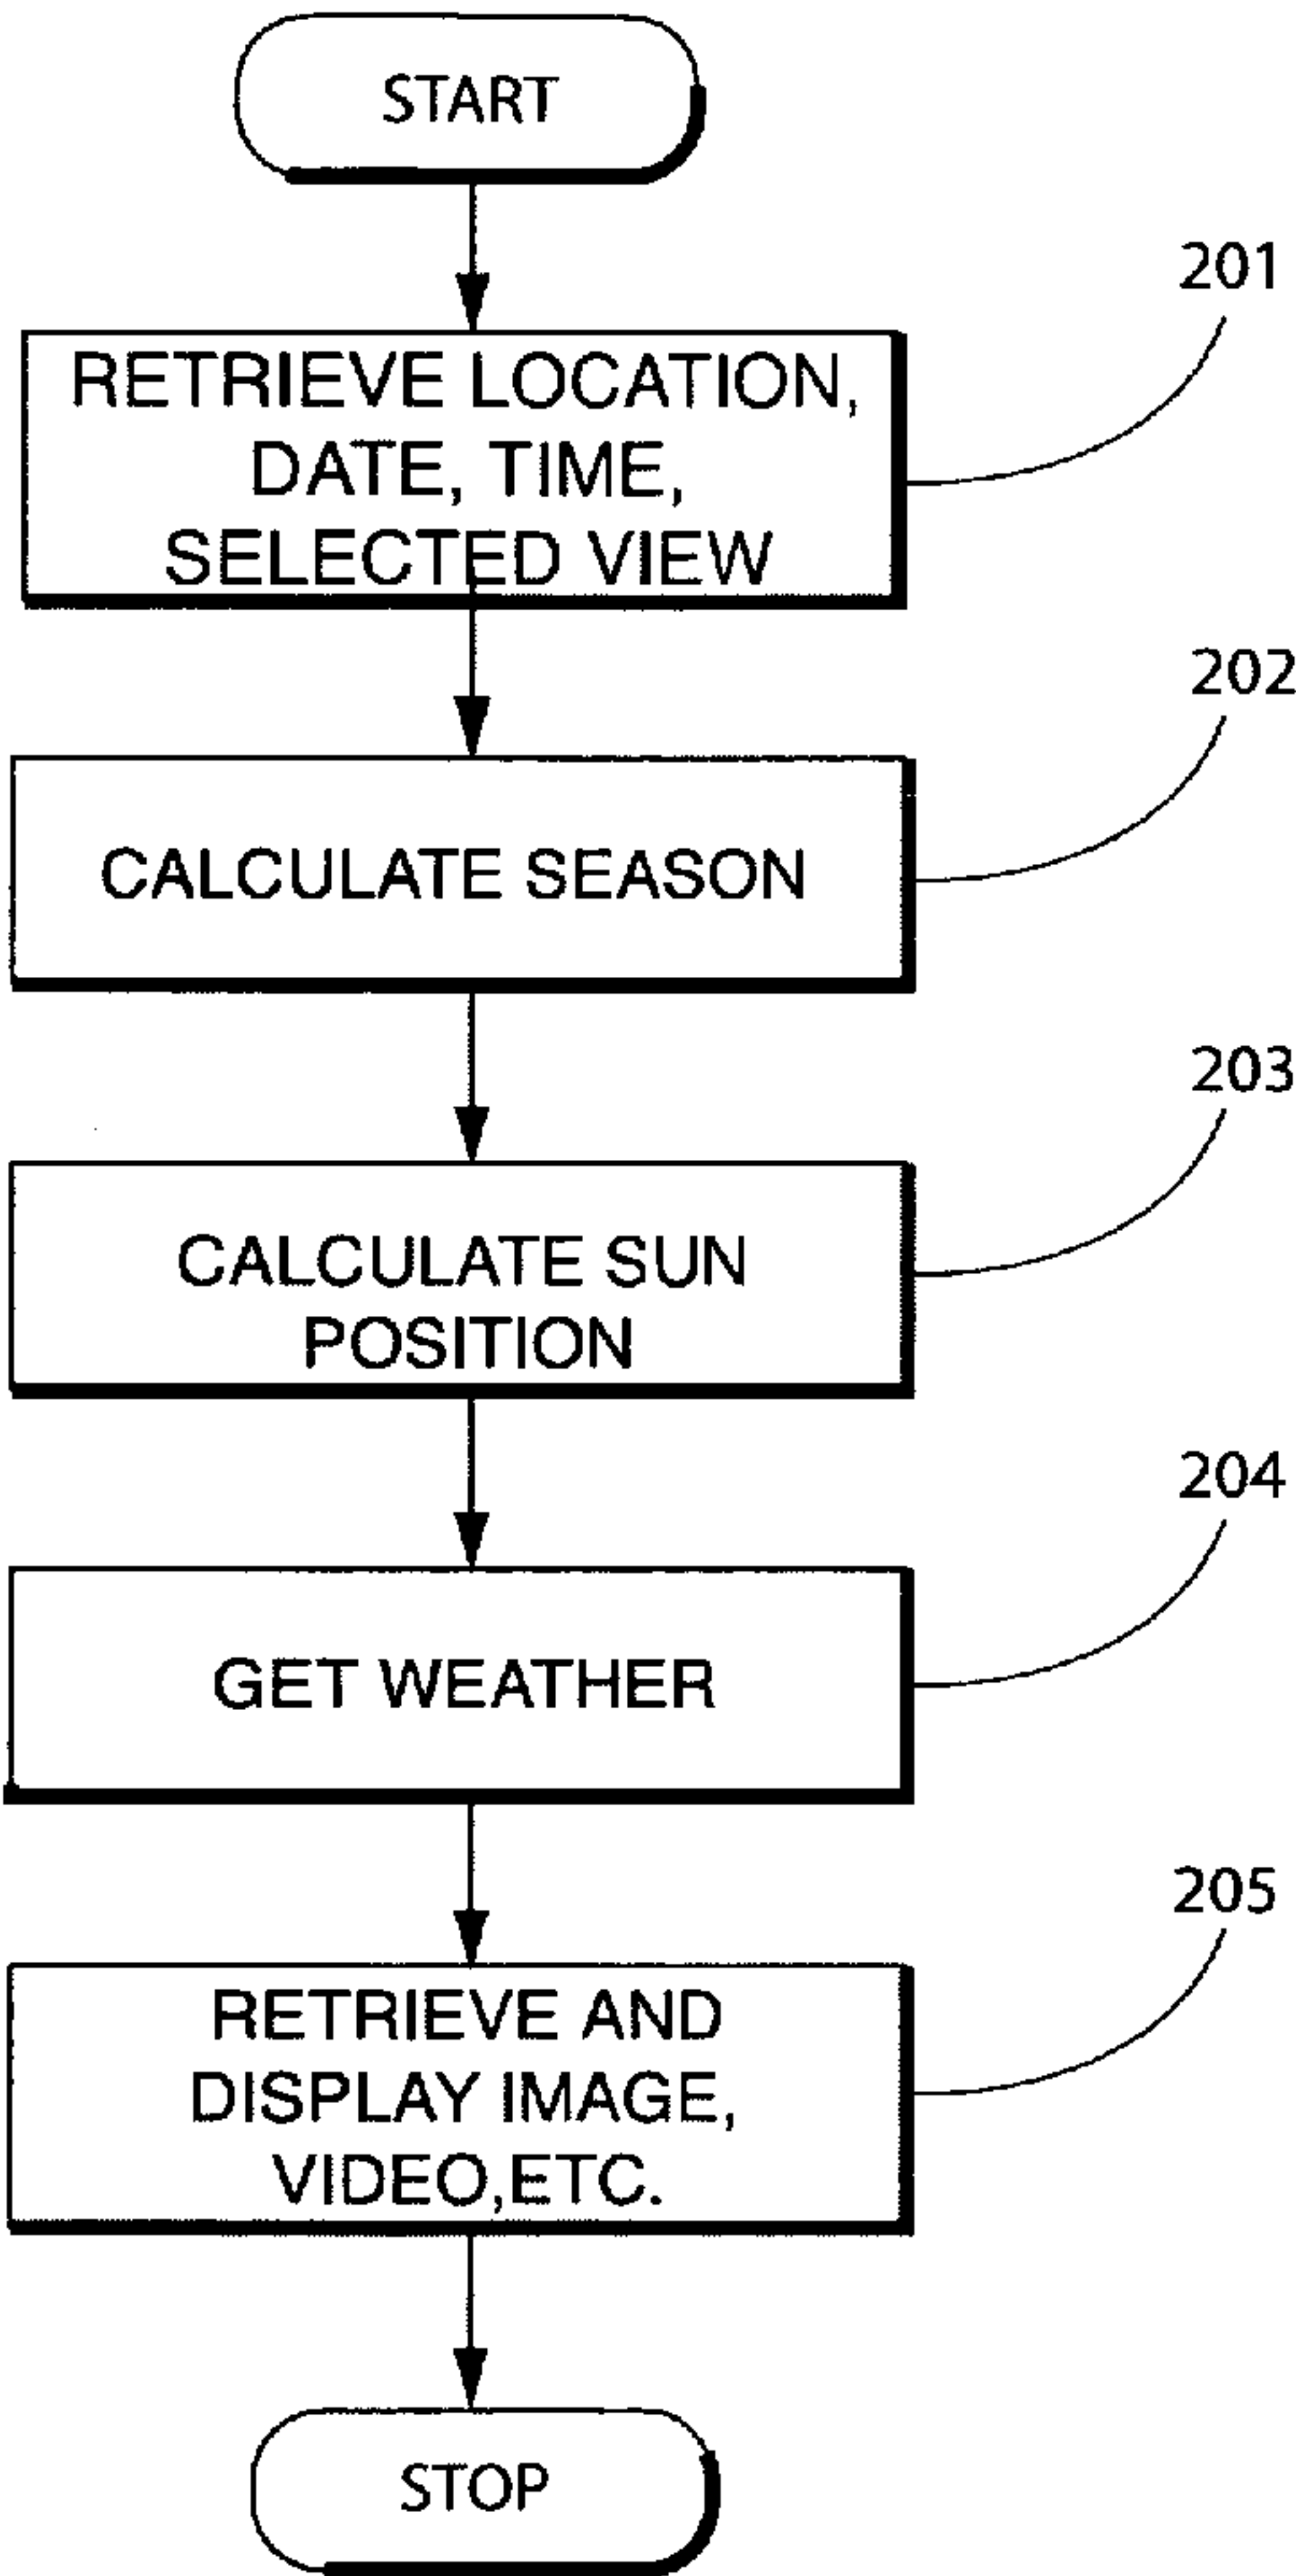 START
201
RETRIEVE LOCATION,
DATE, TIME,
SELECTED VIEW
202
CALCULATE SEASON
203
CALCULATE SUN
POSITION
204
GET WEATHER
205
RETRIEVE AND
DISPLAY IMAGE,
VIDEO,ETC.
STOP